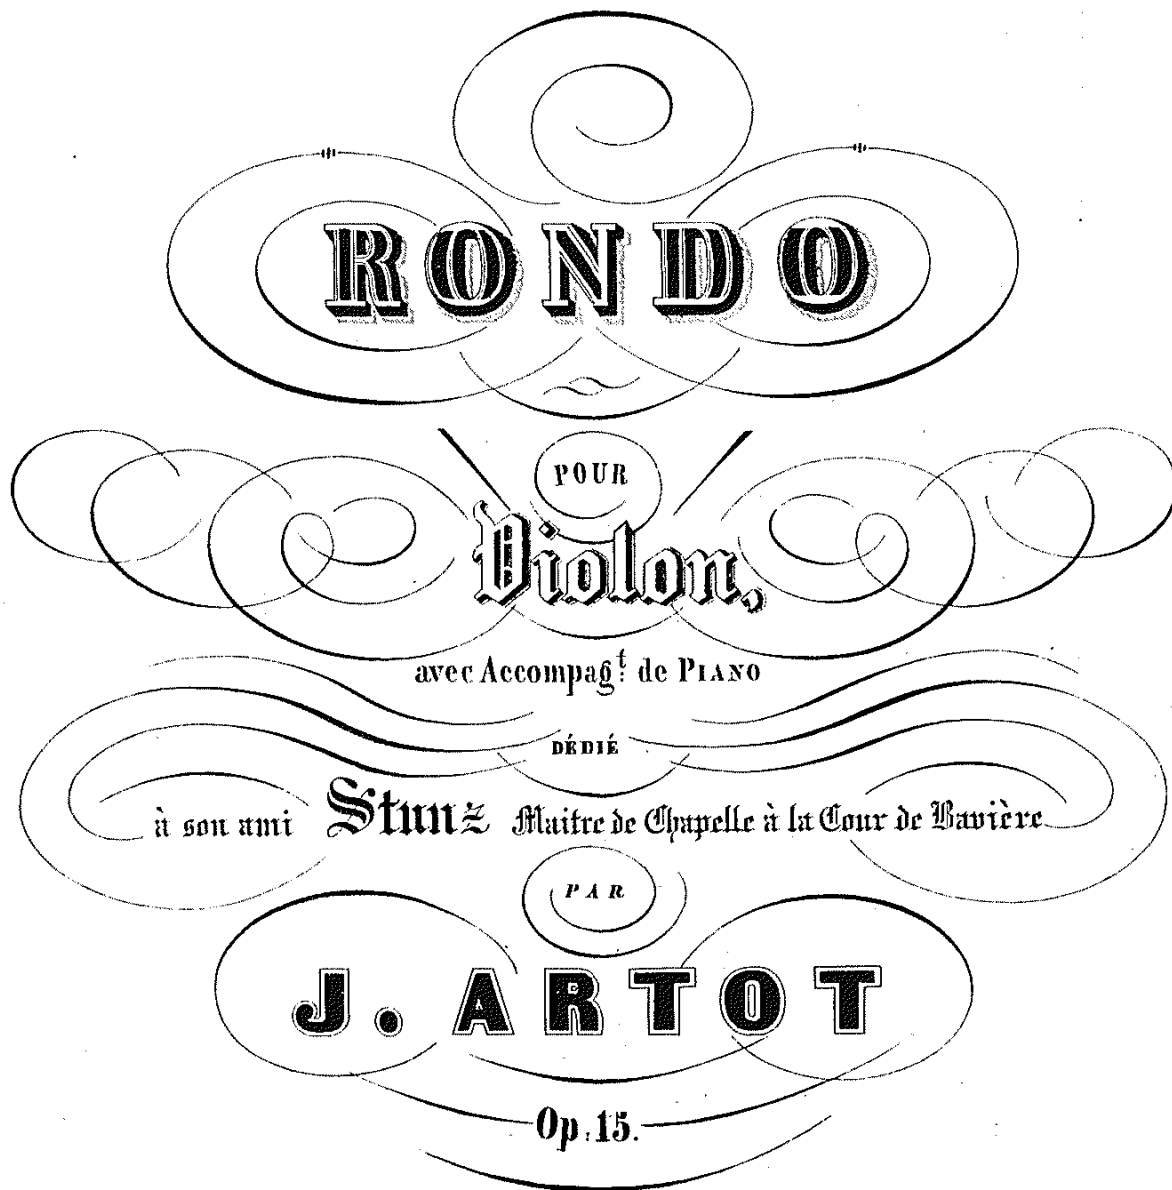 RONDO
POUR
Violon,
avec Accompagt. de PIANO
DÉDIÉ
à son ami Stunz Maitre de Chapelle à la Cour de Bavière
PAR
J. ARTOT
Op. 15.